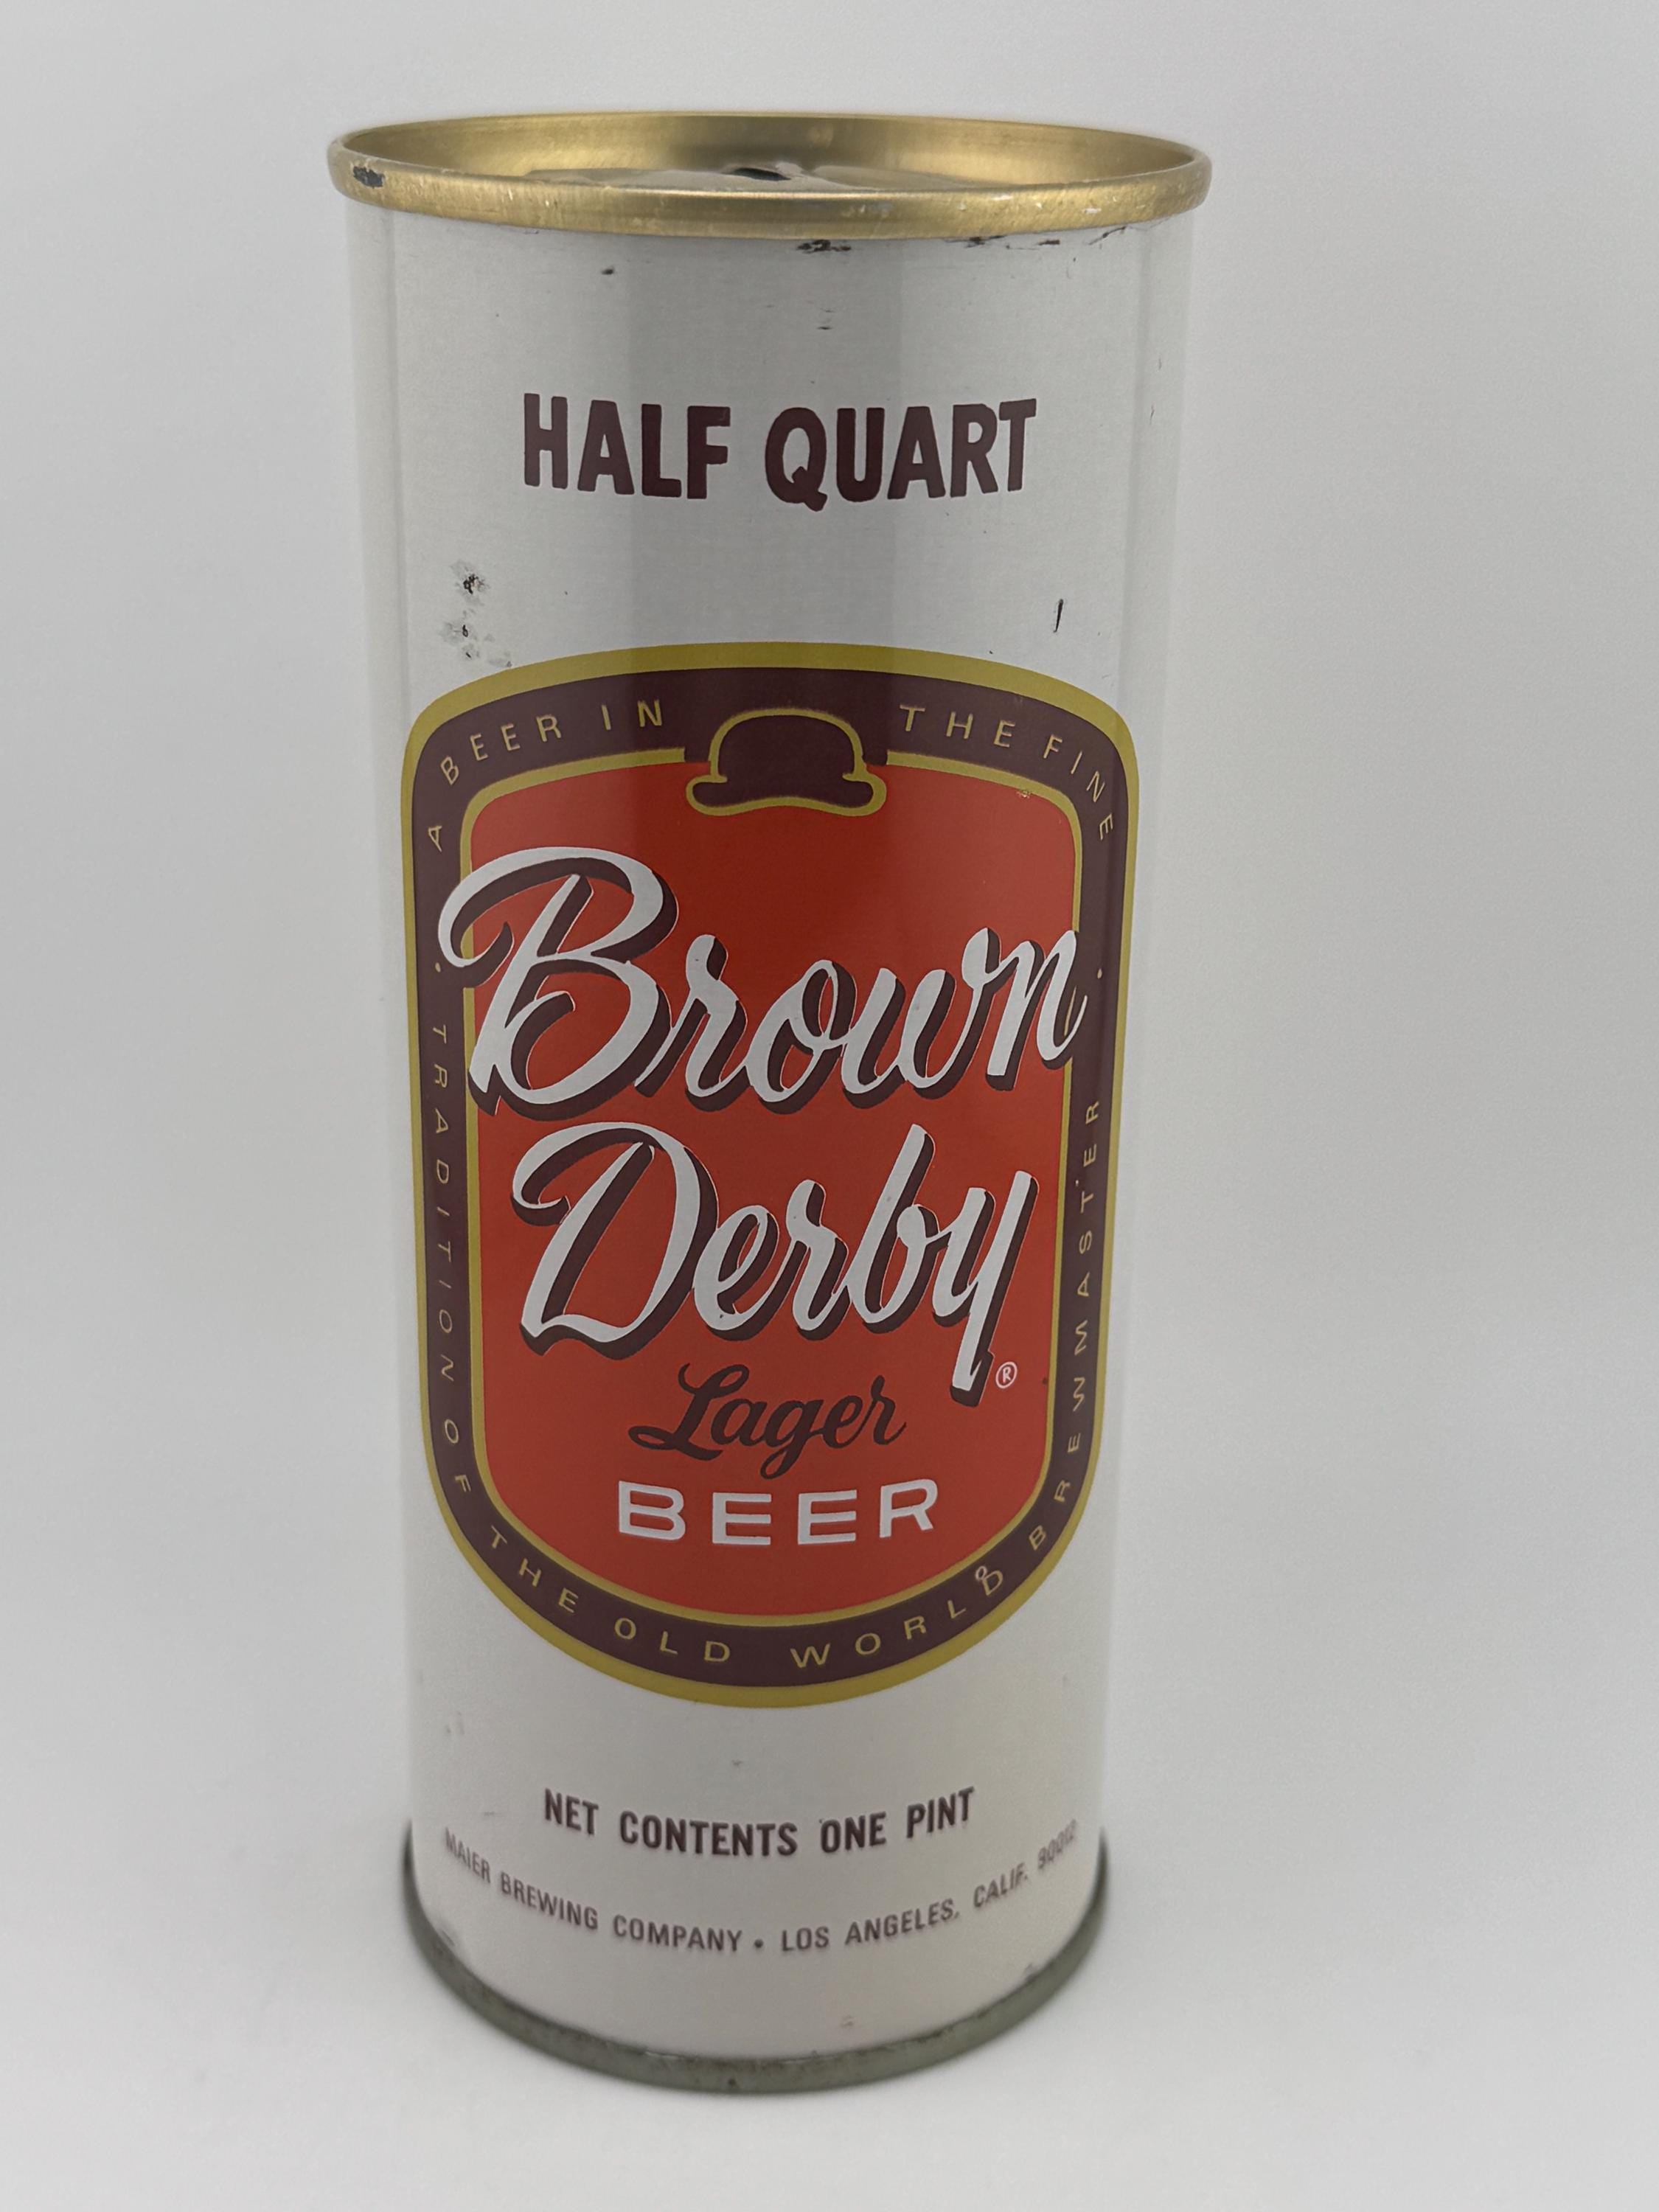 HALF QUART
A BEER IN THE FINE
• TRADITION OF THE OLD WORLD BREWMASTER •
Brown
Derby®
Lager
BEER
NET CONTENTS ONE PINT
MAIER BREWING COMPANY • LOS ANGELES, CALIF. 90012